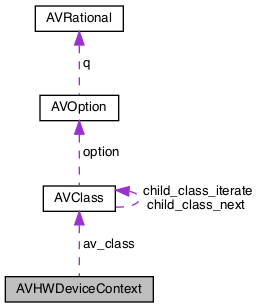 AVRational
q
AVOption
option
AVClass
child_class_iterate
child_class_next
av_class
AVHWDeviceContext